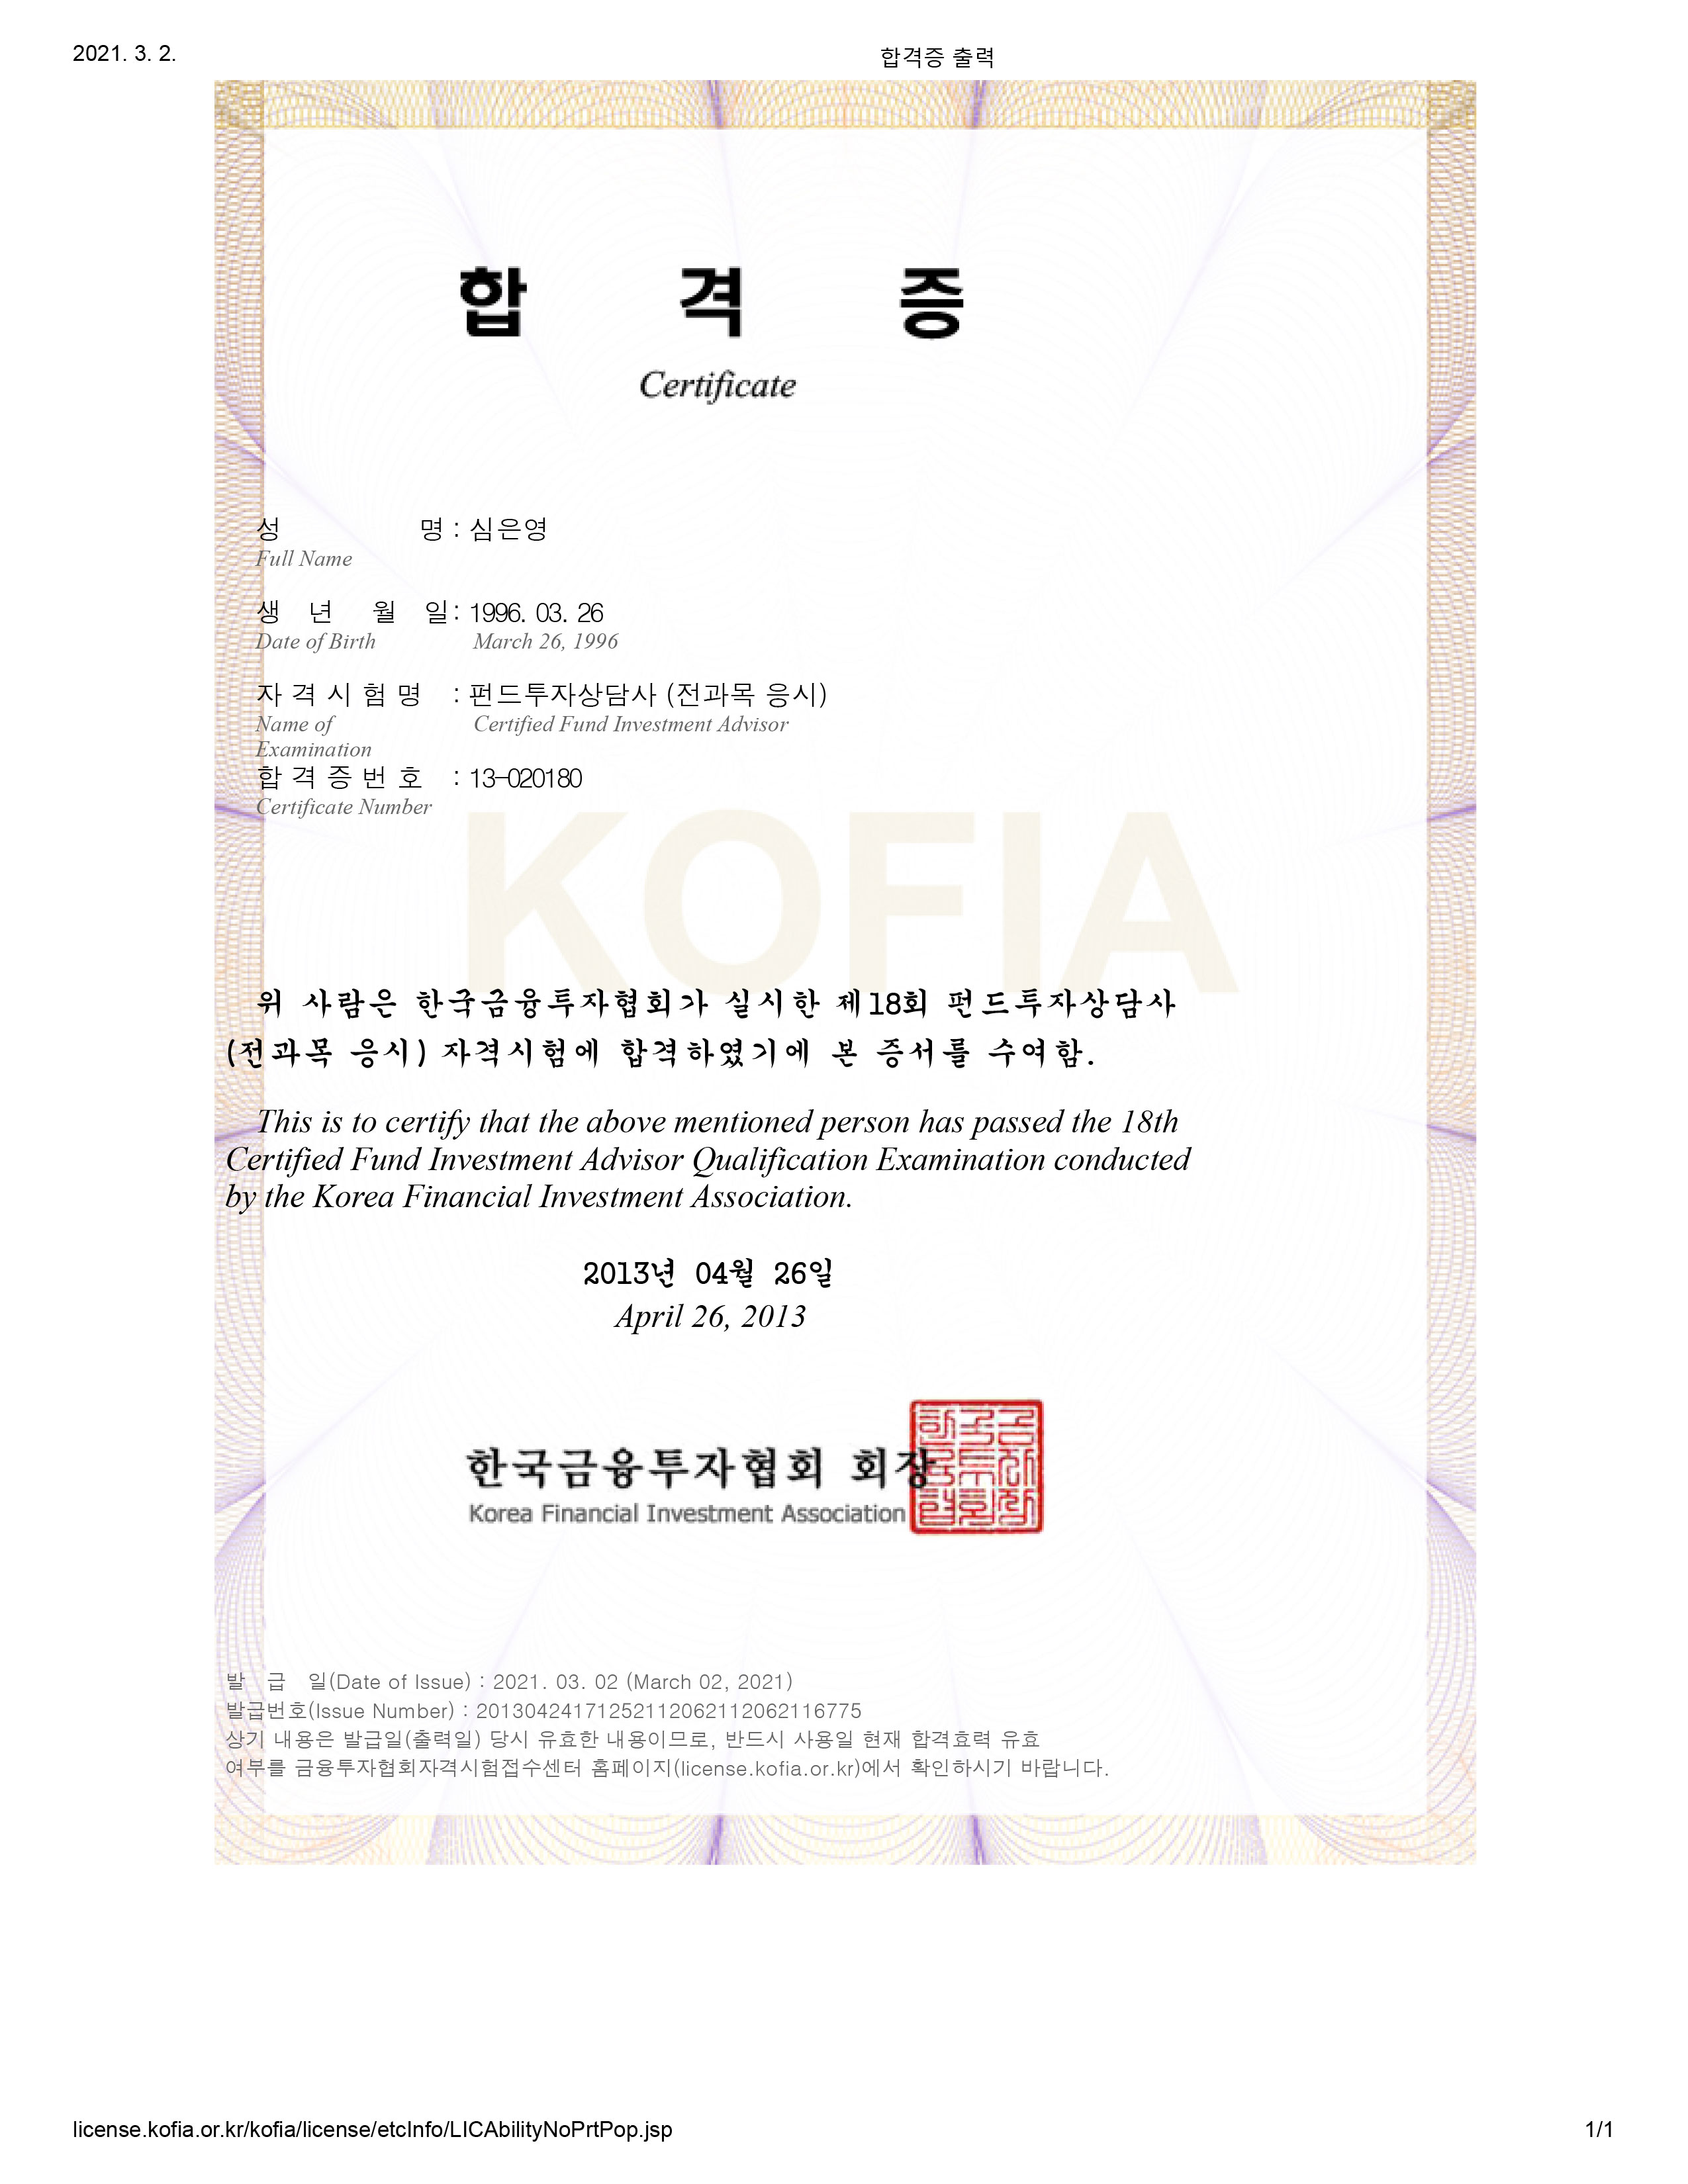 2021. 3. 2.
합격증 출력
합 격 증
Certificate
성 명 : 심은영
Full Name
생 년 월 일 : 1996. 03. 26
Date of Birth March 26, 1996
자 격 시 험 명 : 펀드투자상담사 (전과목 응시)
Name of Certified Fund Investment Advisor
Examination
합 격 증 번 호 : 13-020180
Certificate Number
KOFIA
위 사람은 한국금융투자협회가 실시한 제18회 펀드투자상담사
(전과목 응시) 자격시험에 합격하였기에 본 증서를 수여함.
This is to certify that the above mentioned person has passed the 18th
Certified Fund Investment Advisor Qualification Examination conducted
by the Korea Financial Investment Association.
2013년 04월 26일
April 26, 2013
한국금융투자협회 회장
Korea Financial Investment Association
발 급 일(Date of Issue) : 2021. 03. 02 (March 02, 2021)
발급번호(Issue Number) : 20130424171252112062112062116775
상기 내용은 발급일(출력일) 당시 유효한 내용이므로, 반드시 사용일 현재 합격효력 유효
여부를 금융투자협회자격시험접수센터 홈페이지(license.kofia.or.kr)에서 확인하시기 바랍니다.
license.kofia.or.kr/kofia/license/etcInfo/LICAbilityNoPrtPop.jsp
1/1